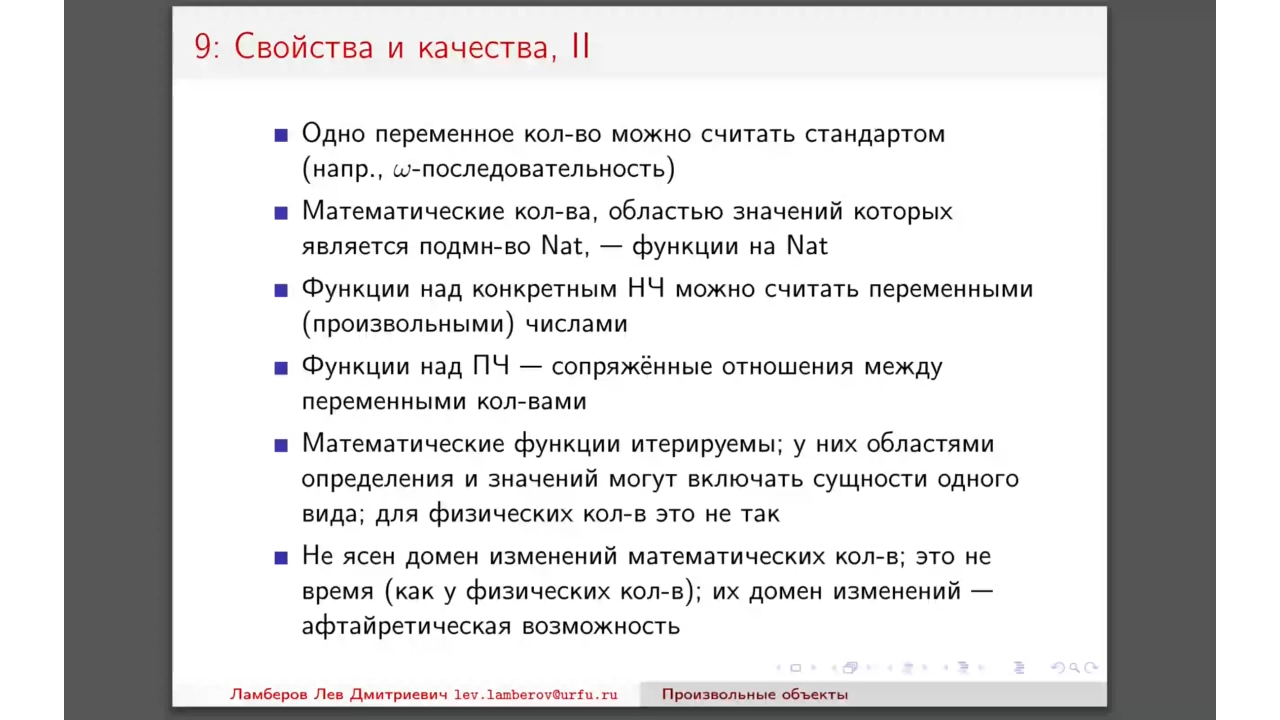 9: Свойства и качества, II
Одно переменное кол-во можно считать стандартом
(напр., ω-последовательность)
Математические кол-ва, областью значений которых
является подмн-во Nat, — функции на Nat
Функции над конкретным НЧ можно считать переменными
(произвольными) числами
Функции над ПЧ — сопряжённые отношения между
переменными кол-вами
Математические функции итерируемы; у них областями
определения и значений могут включать сущности одного
вида; для физических кол-в это не так
Не ясен домен изменений математических кол-в; это не
время (как у физических кол-в); их домен изменений —
афтайретическая возможность
Ламберов Лев Дмитриевич lev.lamberov@urfu.ru
Произвольные объекты